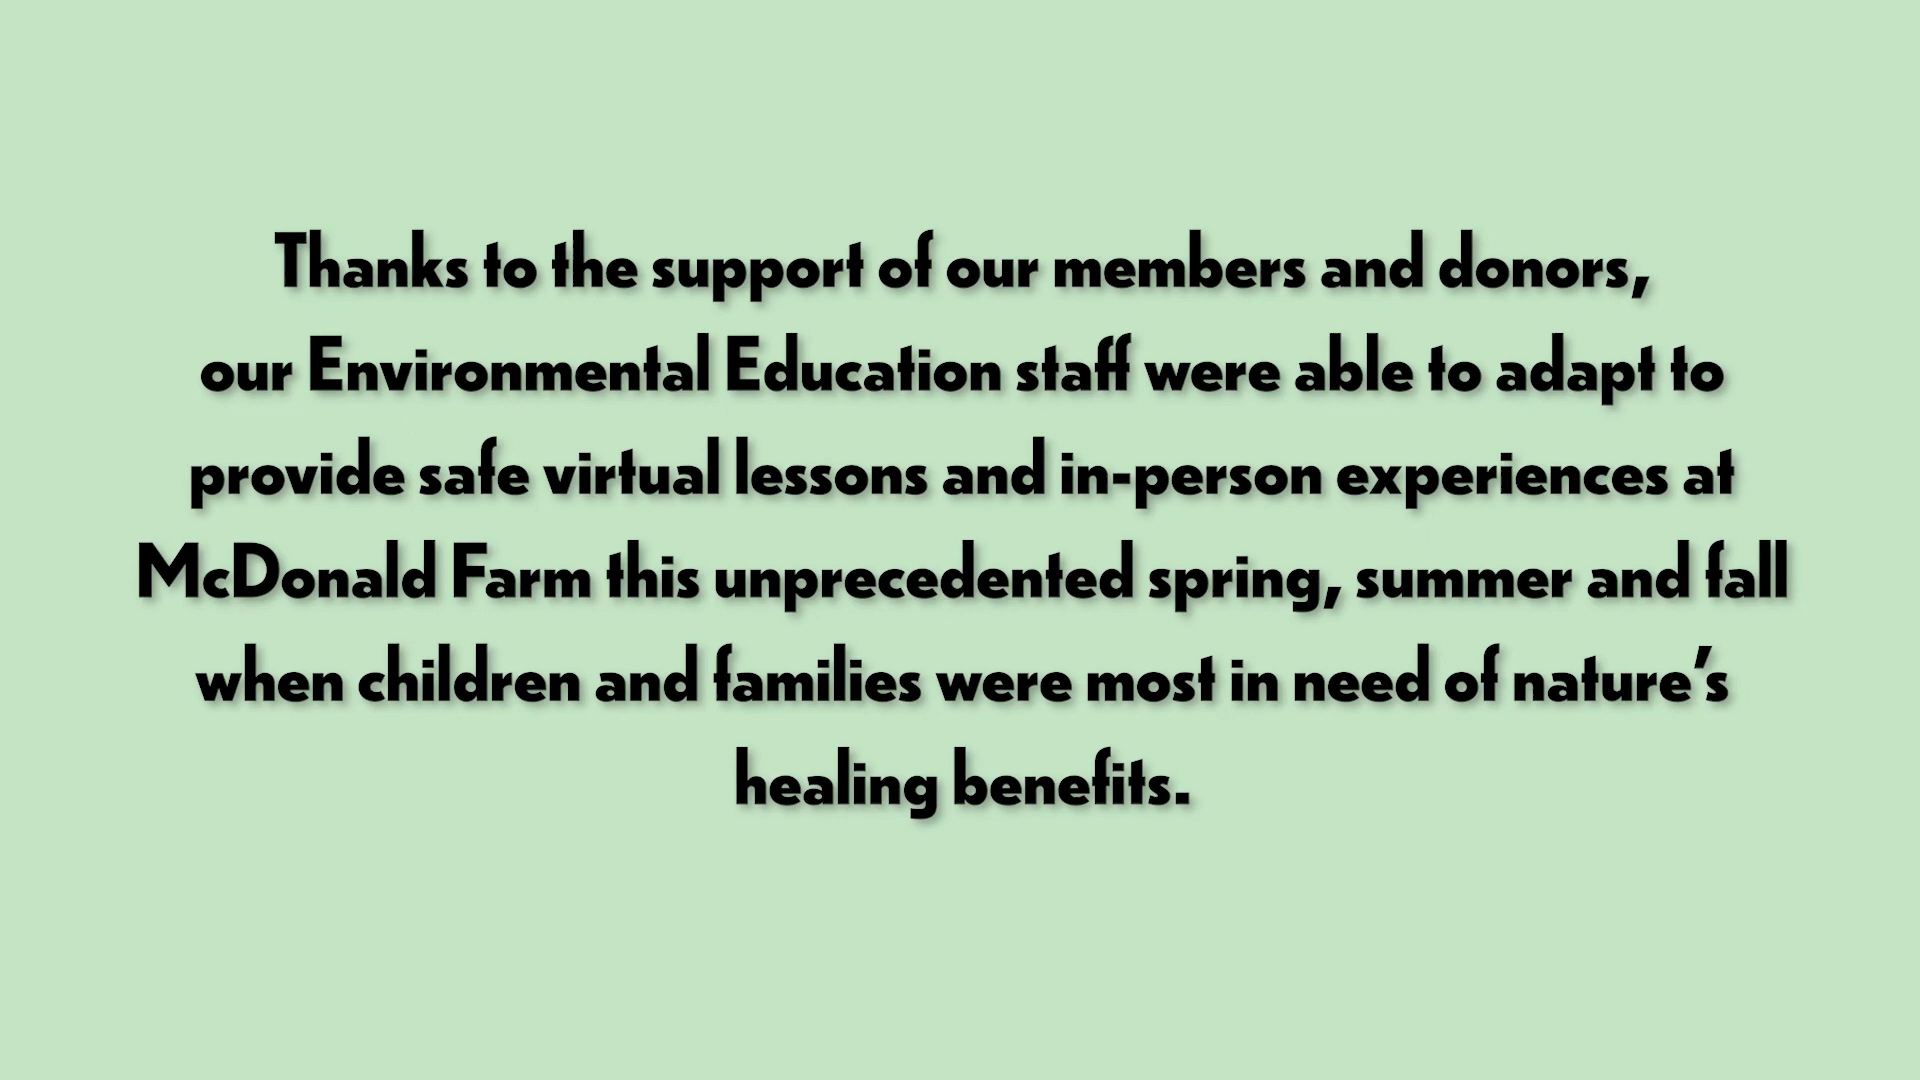 Thanks to the support of our members and donors,
our Environmental Education staff were able to adapt to
provide safe virtual lessons and in-person experiences at
McDonald Farm this unprecedented spring, summer and fall
when children and families were most in need of nature’s
healing benefits.